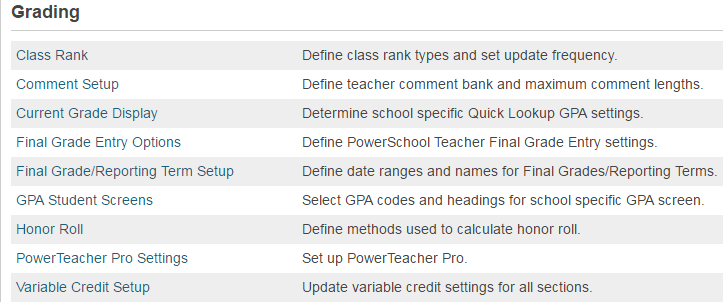 Grading
Class Rank Define class rank types and set update frequency.
Comment Setup Define teacher comment bank and maximum comment lengths.
Current Grade Display Determine school specific Quick Lookup GPA settings.
Final Grade Entry Options Define PowerSchool Teacher Final Grade Entry settings.
Final Grade/Reporting Term Setup Define date ranges and names for Final Grades/Reporting Terms.
GPA Student Screens Select GPA codes and headings for school specific GPA screen.
Honor Roll Define methods used to calculate honor roll.
PowerTeacher Pro Settings Set up PowerTeacher Pro.
Variable Credit Setup Update variable credit settings for all sections.